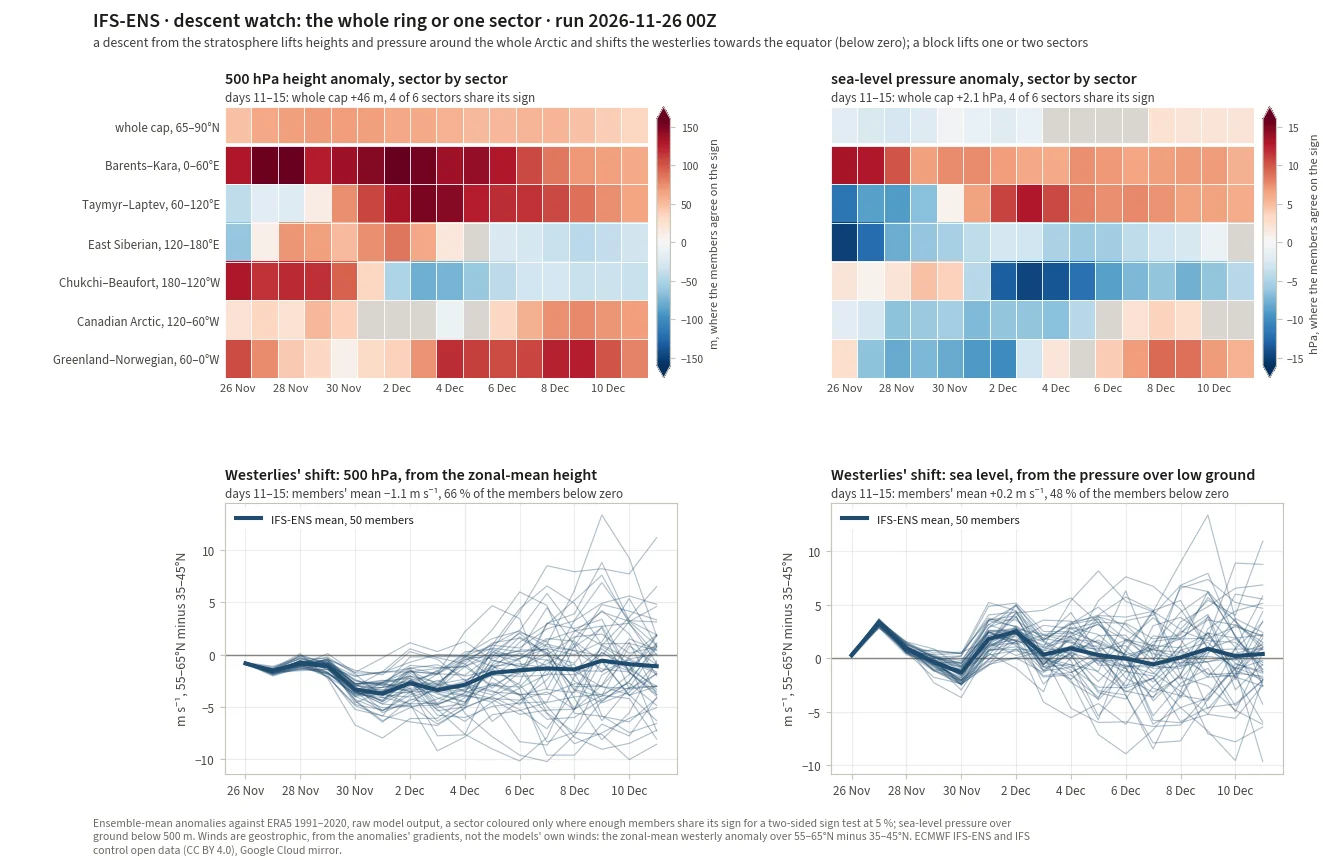 IFS-ENS · descent watch: the whole ring or one sector · run 2026-11-26 00Z
a descent from the stratosphere lifts heights and pressure around the whole Arctic and shifts the westerlies towards the equator (below zero); a block lifts one or two sectors
500 hPa height anomaly, sector by sector
days 11–15: whole cap +46 m, 4 of 6 sectors share its sign
whole cap, 65–90°N
Barents–Kara, 0–60°E
Taymyr–Laptev, 60–120°E
East Siberian, 120–180°E
Chukchi–Beaufort, 180–120°W
Canadian Arctic, 120–60°W
Greenland–Norwegian, 60–0°W
26 Nov 28 Nov 30 Nov 2 Dec 4 Dec 6 Dec 8 Dec 10 Dec
150
100
50
0
−50
−100
−150
m, where the members agree on the sign
sea-level pressure anomaly, sector by sector
days 11–15: whole cap +2.1 hPa, 4 of 6 sectors share its sign
26 Nov 28 Nov 30 Nov 2 Dec 4 Dec 6 Dec 8 Dec 10 Dec
15
10
5
0
−5
−10
−15
hPa, where the members agree on the sign
Westerlies' shift: 500 hPa, from the zonal-mean height
days 11–15: members' mean −1.1 m s⁻¹, 66 % of the members below zero
IFS-ENS mean, 50 members
m s⁻¹, 55–65°N minus 35–45°N
10
5
0
−5
−10
26 Nov 28 Nov 30 Nov 2 Dec 4 Dec 6 Dec 8 Dec 10 Dec
Westerlies' shift: sea level, from the pressure over low ground
days 11–15: members' mean +0.2 m s⁻¹, 48 % of the members below zero
IFS-ENS mean, 50 members
m s⁻¹, 55–65°N minus 35–45°N
10
5
0
−5
−10
26 Nov 28 Nov 30 Nov 2 Dec 4 Dec 6 Dec 8 Dec 10 Dec
Ensemble-mean anomalies against ERA5 1991–2020, raw model output, a sector coloured only where enough members share its sign for a two-sided sign test at 5 %; sea-level pressure over
ground below 500 m. Winds are geostrophic, from the anomalies' gradients, not the models' own winds: the zonal-mean westerly anomaly over 55–65°N minus 35–45°N. ECMWF IFS-ENS and IFS
control open data (CC BY 4.0), Google Cloud mirror.